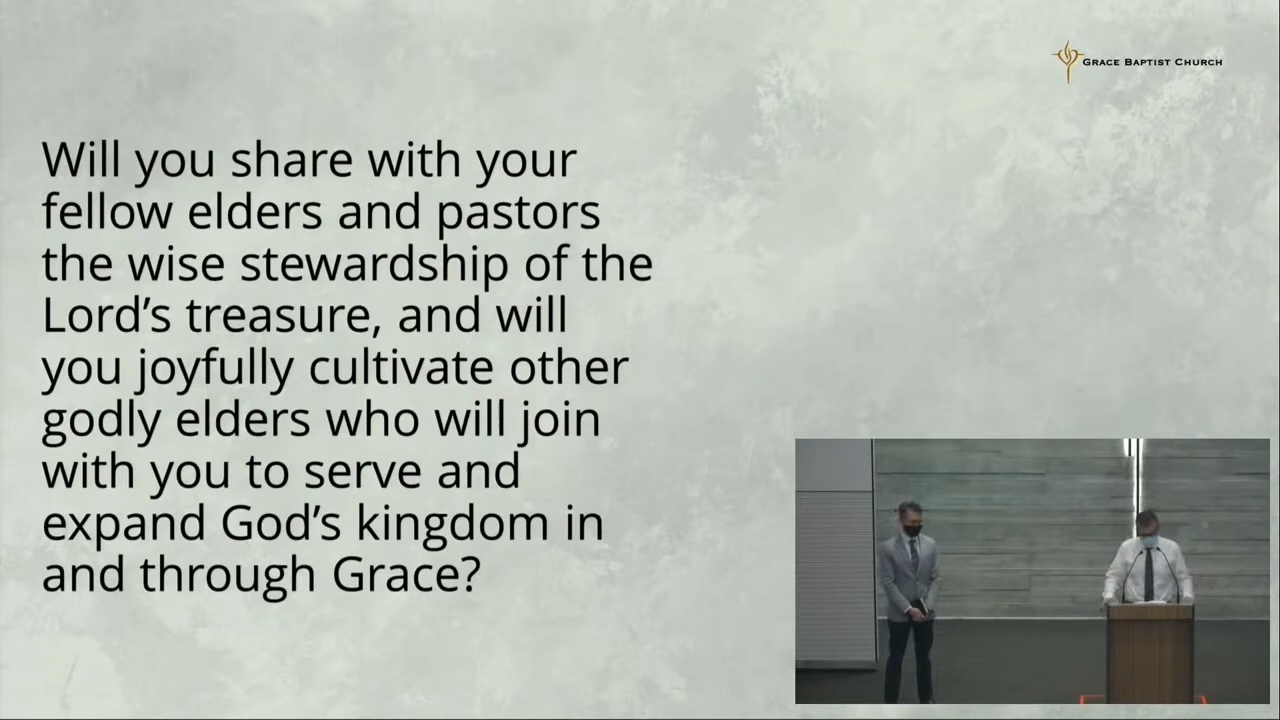 Grace Baptist Church
Will you share with your
fellow elders and pastors
the wise stewardship of the
Lord’s treasure, and will
you joyfully cultivate other
godly elders who will join
with you to serve and
expand God’s kingdom in
and through Grace?